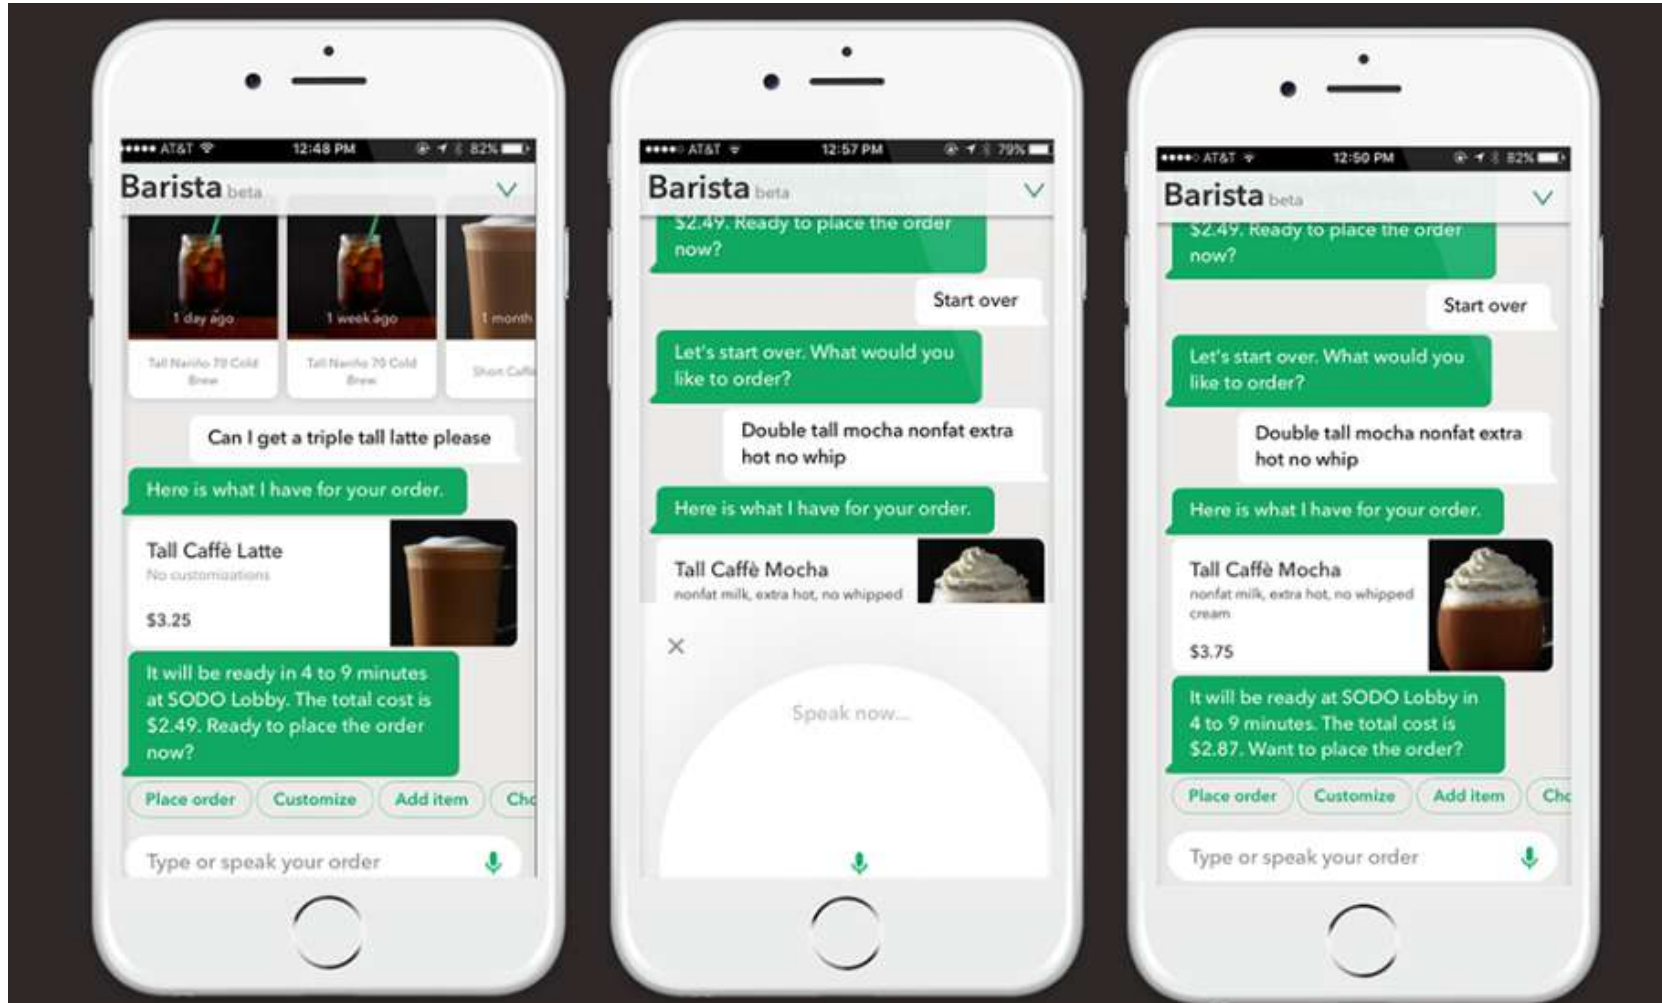 AT&T 12:48 PM 82%
Barista beta
1 day ago
1 week ago
1 month
Tall Nariño 70 Cold
Brew
Tall Nariño 70 Cold
Brew
Short Caffè
Can I get a triple tall latte please
Here is what I have for your order.
Tall Caffè Latte
No customizations
$3.25
It will be ready in 4 to 9 minutes
at SODO Lobby. The total cost is
$2.49. Ready to place the order
now?
Place order
Customize
Add item
Cho
Type or speak your order
AT&T 12:57 PM 79%
Barista beta
$2.49. Ready to place the order
now?
Start over
Let's start over. What would you
like to order?
Double tall mocha nonfat extra
hot no whip
Here is what I have for your order.
Tall Caffè Mocha
nonfat milk, extra hot, no whipped
Speak now...
AT&T 12:50 PM 82%
Barista beta
$2.49. Ready to place the order
now?
Start over
Let's start over. What would you
like to order?
Double tall mocha nonfat extra
hot no whip
Here is what I have for your order.
Tall Caffè Mocha
nonfat milk, extra hot, no whipped
cream
$3.75
It will be ready at SODO Lobby in
4 to 9 minutes. The total cost is
$2.87. Want to place the order?
Place order
Customize
Add item
Cho
Type or speak your order